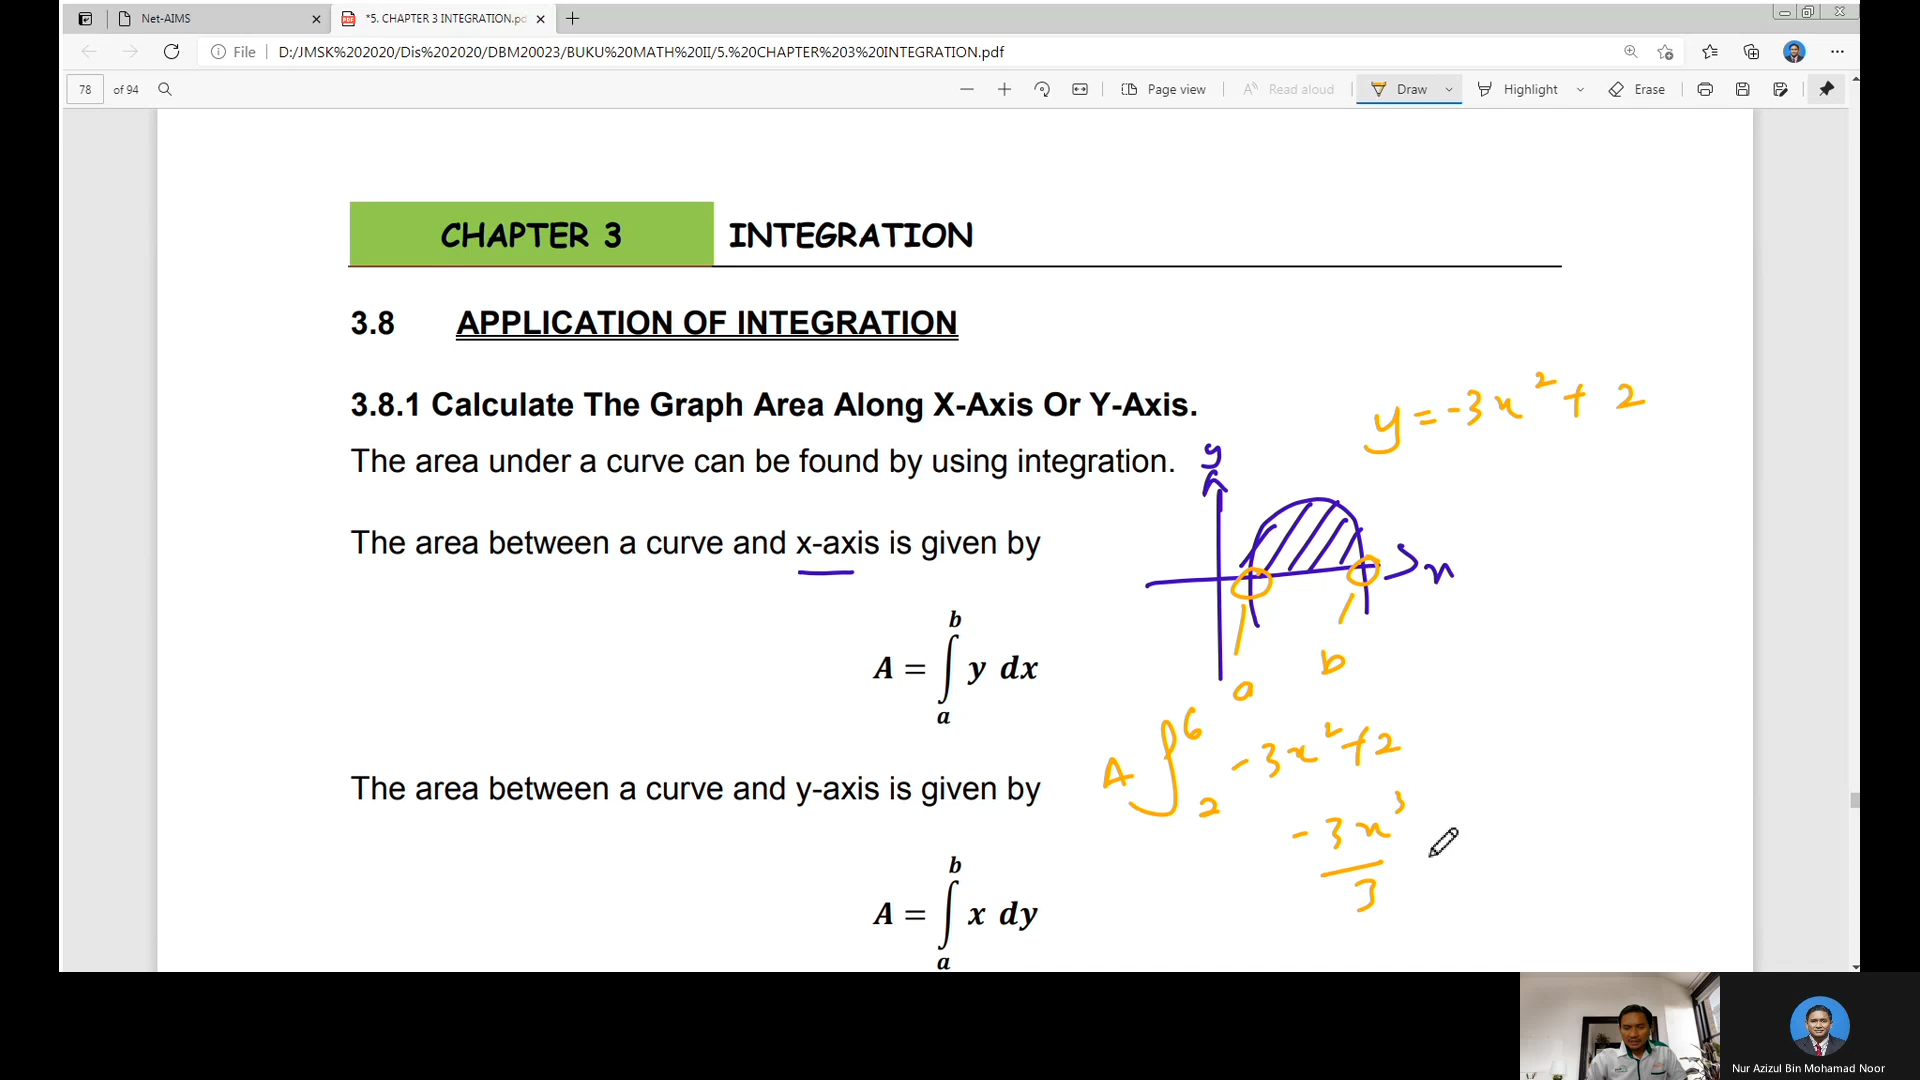 Net-AIMS
*5. CHAPTER 3 INTEGRATION.pd
File D:/JMSK%202020/Dis%202020/DBM20023/BUKU%20MATH%20II/5.%20CHAPTER%203%20INTEGRATION.pdf
78 of 94 Page view Read aloud Draw Highlight Erase
CHAPTER 3 INTEGRATION
3.8 APPLICATION OF INTEGRATION
3.8.1 Calculate The Graph Area Along X-Axis Or Y-Axis.
y = -3x² + 2
The area under a curve can be found by using integration.
y
The area between a curve and x-axis is given by
x
A = ∫ₐᵇ y dx
a b
A ∫₂⁶ -3x²+2
The area between a curve and y-axis is given by
-3x³
3
A = ∫ₐᵇ x dy
Nur Azizul Bin Mohamad Noor